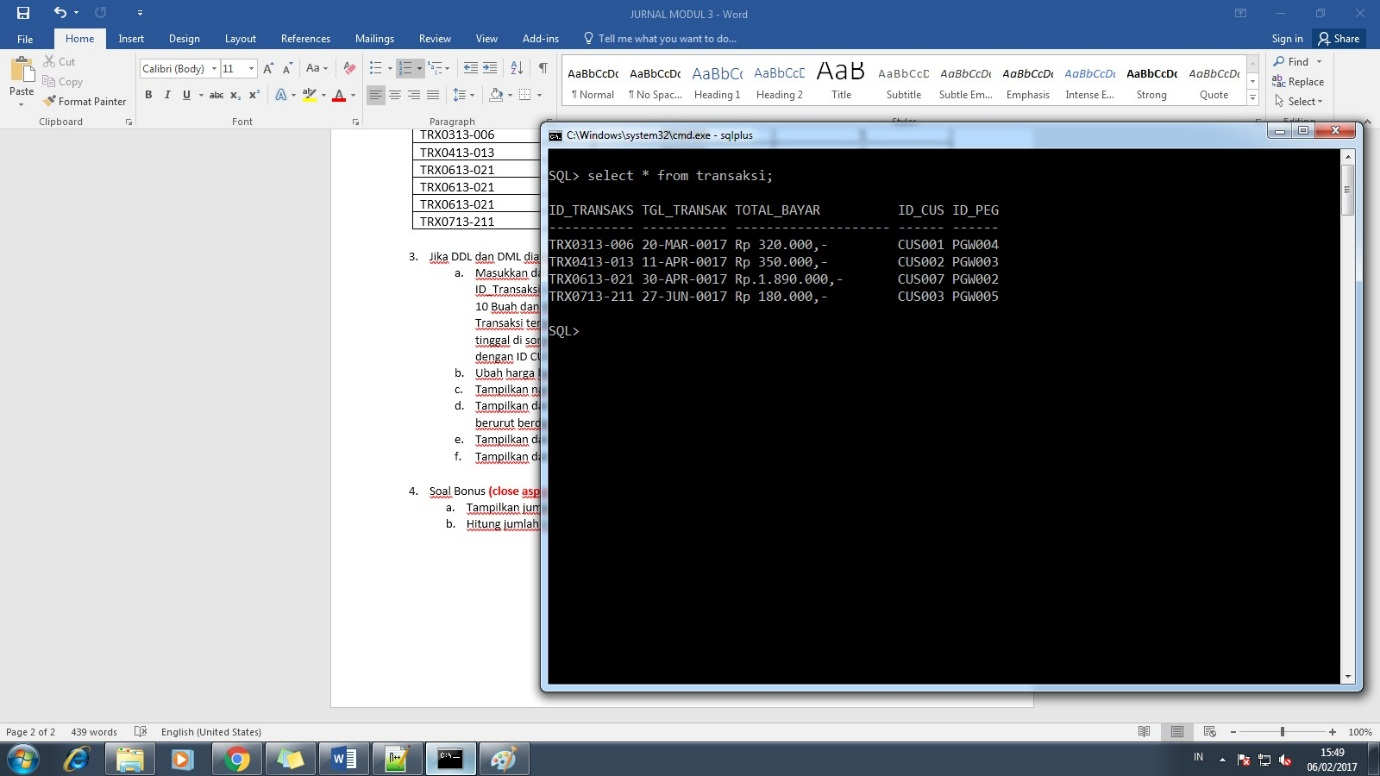 JURNAL MODUL 3 - Word
File Home Insert Design Layout References Mailings Review View Add-ins Tell me what you want to do... Sign in Share
Paste
Cut
Copy
Format Painter
Clipboard
Calibri (Body) 11
Font
Paragraph
AaBbCcDc ¶ Normal
AaBbCcDc ¶ No Spac...
AaBbC( Heading 1
AaBbCcD Heading 2
AaB Title
AaBbCcD Subtitle
AaBbCcDc Subtle Em...
AaBbCcDc Emphasis
AaBbCcDc Intense E...
AaBbCcDc Strong
AaBbCcDc Quote
Find
Replace
Select
TRX0313-006
TRX0413-013
TRX0613-021
TRX0613-021
TRX0613-021
TRX0713-211
3. Jika DDL dan DML dia
a. Masukkan da
ID_Transaksi
10 Buah dan
Transaksi ter
tinggal di sor
dengan ID CU
b. Ubah harga
c. Tampilkan na
d. Tampilkan da
berurut berd
e. Tampilkan da
f. Tampilkan da
4. Soal Bonus (close asp
a. Tampilkan jum
b. Hitung jumlah
C:\Windows\system32\cmd.exe - sqlplus
SQL> select * from transaksi;
ID_TRANSAKS TGL_TRANSAK TOTAL_BAYAR ID_CUS ID_PEG
----------- ----------- -------------------- ------ ------
TRX0313-006 20-MAR-0017 Rp 320.000,- CUS001 PGW004
TRX0413-013 11-APR-0017 Rp 350.000,- CUS002 PGW003
TRX0613-021 30-APR-0017 Rp.1.890.000,- CUS007 PGW002
TRX0713-211 27-JUN-0017 Rp 180.000,- CUS003 PGW005
SQL>
Page 2 of 2 439 words English (United States) 100%
IN 15:49
06/02/2017